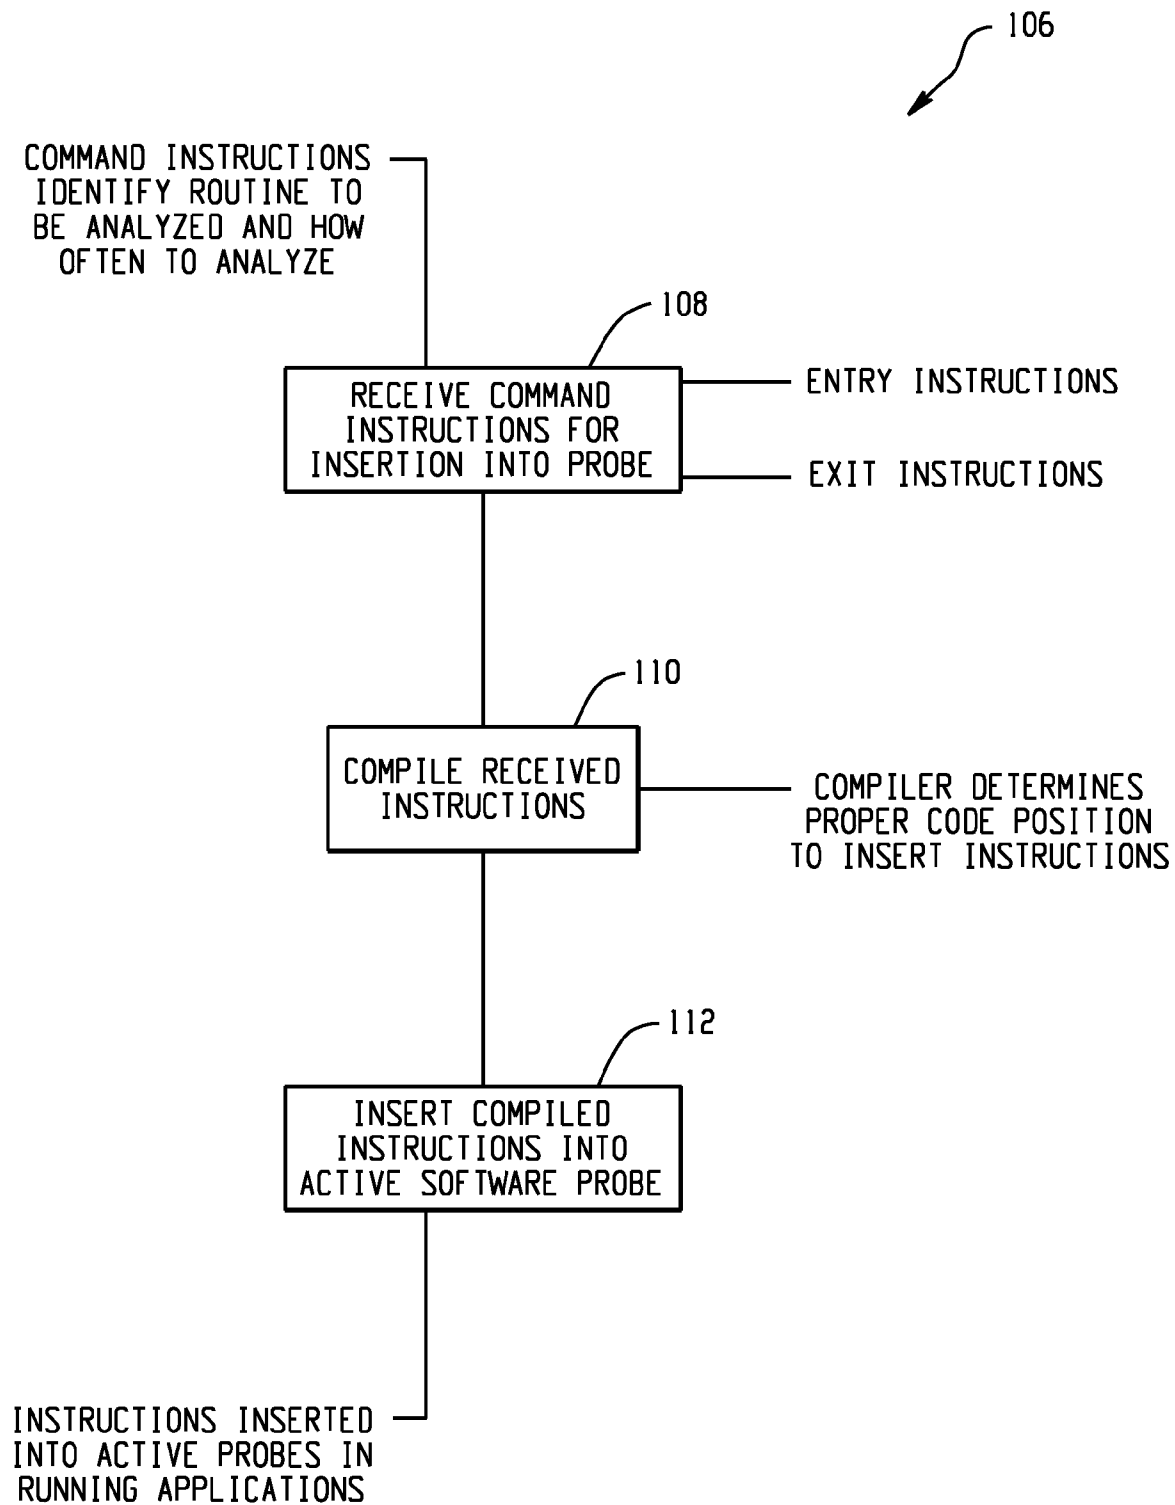 106
COMMAND INSTRUCTIONS
IDENTIFY ROUTINE TO
BE ANALYZED AND HOW
OFTEN TO ANALYZE
108
RECEIVE COMMAND
INSTRUCTIONS FOR
INSERTION INTO PROBE
ENTRY INSTRUCTIONS
EXIT INSTRUCTIONS
110
COMPILE RECEIVED
INSTRUCTIONS
COMPILER DETERMINES
PROPER CODE POSITION
TO INSERT INSTRUCTIONS
112
INSERT COMPILED
INSTRUCTIONS INTO
ACTIVE SOFTWARE PROBE
INSTRUCTIONS INSERTED
INTO ACTIVE PROBES IN
RUNNING APPLICATIONS